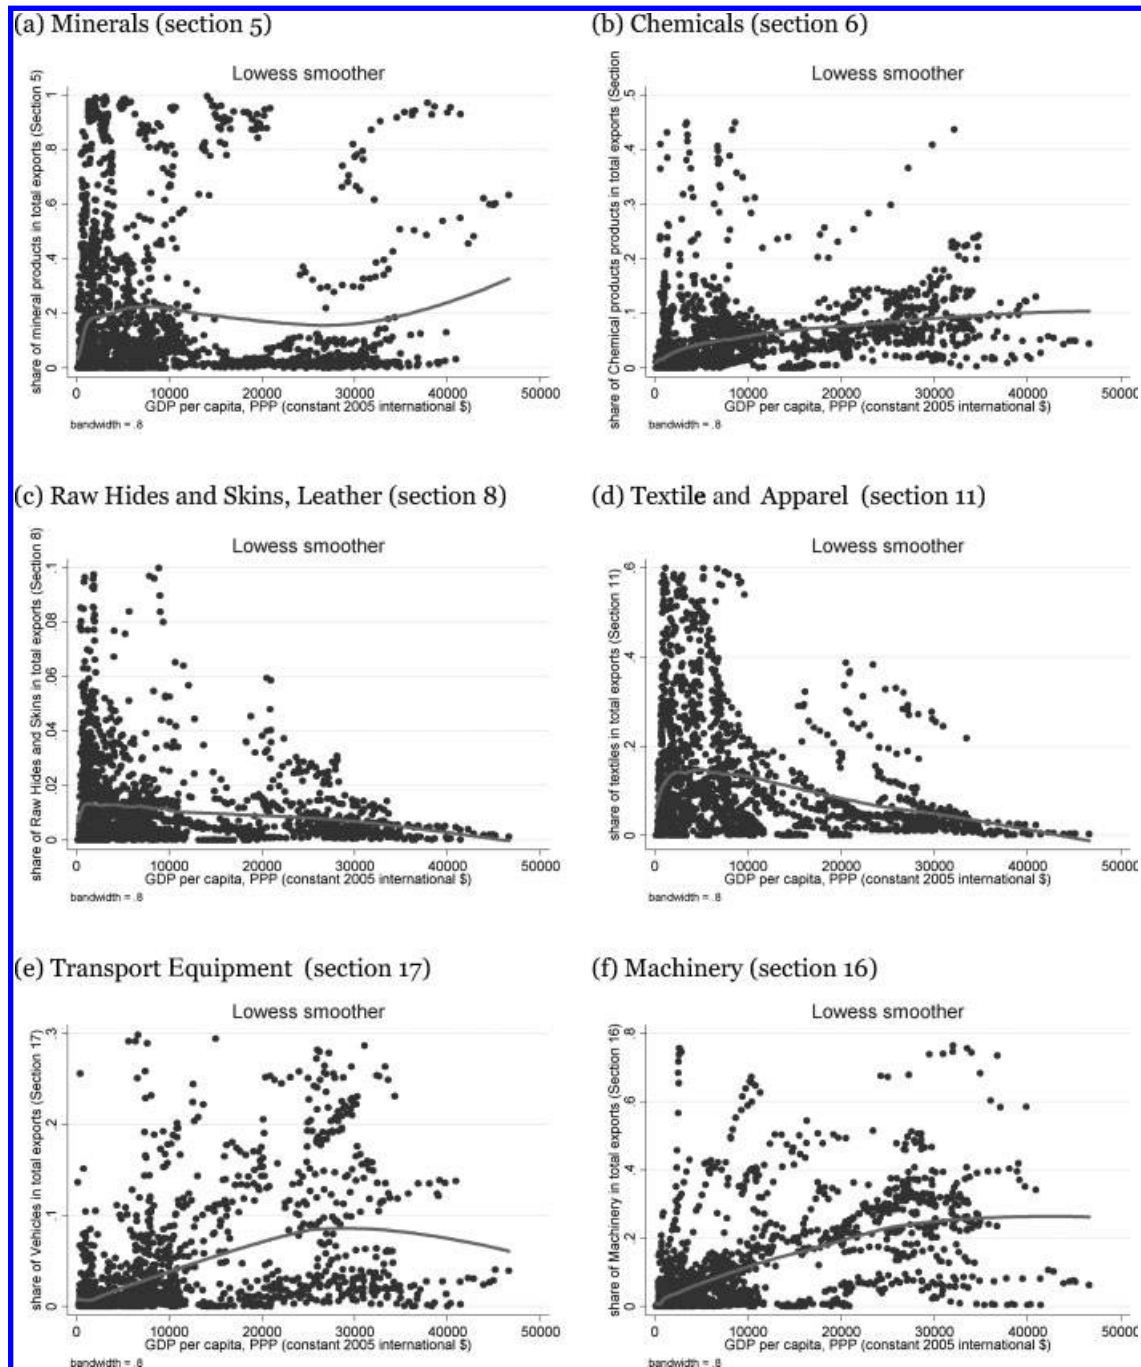 (a) Minerals (section 5)
Lowess smoother
share of mineral products in total exports (Section 5)
1
.8
.6
.4
.2
0
0 10000 20000 30000 40000 50000
GDP per capita, PPP (constant 2005 international $)
bandwidth = .8
(b) Chemicals (section 6)
Lowess smoother
share of Chemical products products in total exports (Section
.5
.4
.3
.2
.1
0
0 10000 20000 30000 40000 50000
GDP per capita, PPP (constant 2005 international $)
bandwidth = .8
(c) Raw Hides and Skins, Leather (section 8)
Lowess smoother
share of Raw Hides and Skins in total exports (Section 8)
.1
.08
.06
.04
.02
0
0 10000 20000 30000 40000 50000
GDP per capita, PPP (constant 2005 international $)
bandwidth = .8
(d) Textile and Apparel (section 11)
Lowess smoother
share of textiles in total exports (Section 11)
.6
.4
.2
0
0 10000 20000 30000 40000 50000
GDP per capita, PPP (constant 2005 international $)
bandwidth = .8
(e) Transport Equipment (section 17)
Lowess smoother
share of Vehicles in total exports (Section 17)
.3
.2
.1
0
0 10000 20000 30000 40000 50000
GDP per capita, PPP (constant 2005 international $)
bandwidth = .8
(f) Machinery (section 16)
Lowess smoother
share of Machinery in total exports (Section 16)
.8
.6
.4
.2
0
0 10000 20000 30000 40000 50000
GDP per capita, PPP (constant 2005 international $)
bandwidth = .8